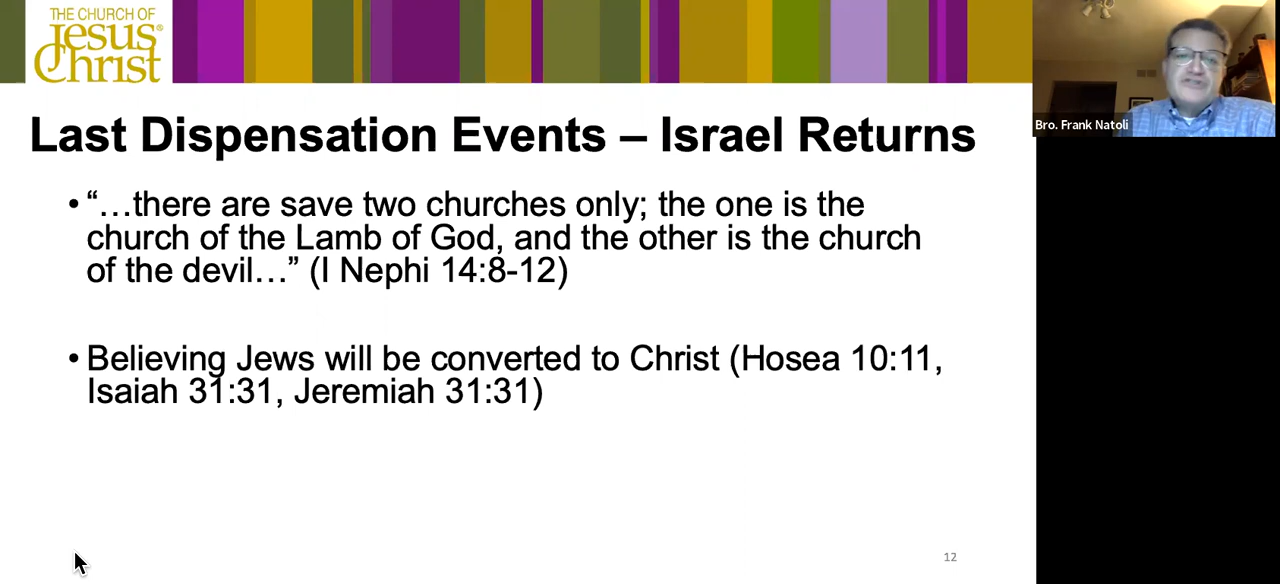 THE CHURCH OF
Jesus®
Christ
Last Dispensation Events – Israel Returns
• “…there are save two churches only; the one is the
church of the Lamb of God, and the other is the church
of the devil…” (I Nephi 14:8-12)
• Believing Jews will be converted to Christ (Hosea 10:11,
Isaiah 31:31, Jeremiah 31:31)
12
Bro. Frank Natoli